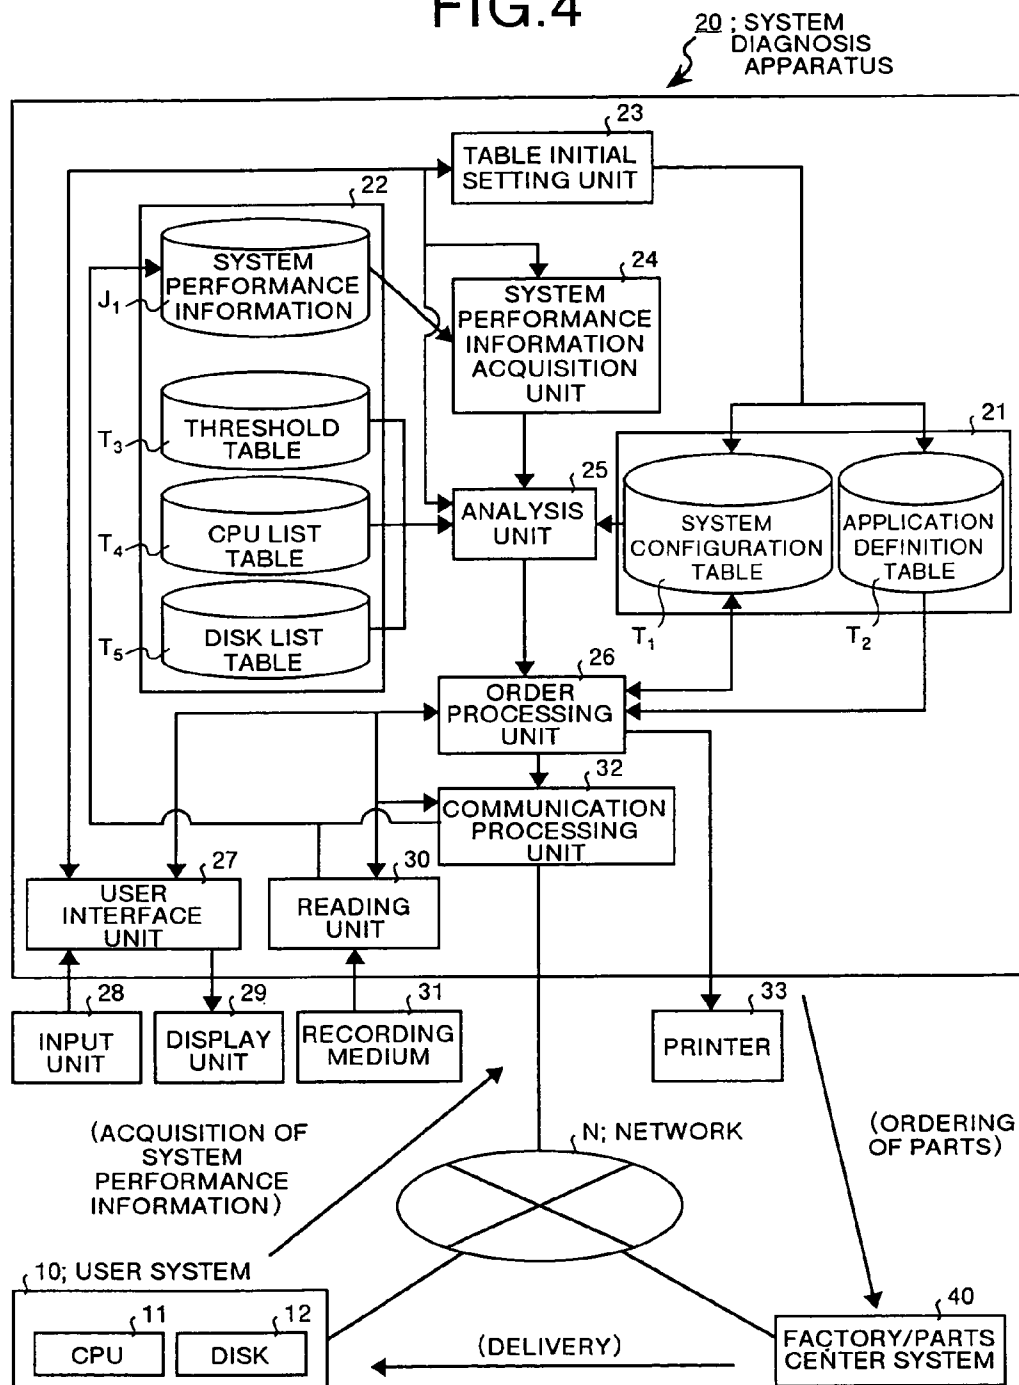 FIG.4
20 ; SYSTEM
DIAGNOSIS
APPARATUS
23
TABLE INITIAL
SETTING UNIT
22
SYSTEM
PERFORMANCE
INFORMATION
J1
24
SYSTEM
PERFORMANCE
INFORMATION
ACQUISITION
UNIT
THRESHOLD
TABLE
T3
21
25
ANALYSIS
UNIT
SYSTEM
CONFIGURATION
TABLE
APPLICATION
DEFINITION
TABLE
CPU LIST
TABLE
T4
T1
T2
DISK LIST
TABLE
T5
26
ORDER
PROCESSING
UNIT
32
COMMUNICATION
PROCESSING
UNIT
27
USER
INTERFACE
UNIT
30
READING
UNIT
28
INPUT
UNIT
29
DISPLAY
UNIT
31
RECORDING
MEDIUM
33
PRINTER
(ACQUISITION OF
SYSTEM
PERFORMANCE
INFORMATION)
N; NETWORK
(ORDERING
OF PARTS)
10; USER SYSTEM
11
CPU
12
DISK
(DELIVERY)
40
FACTORY/PARTS
CENTER SYSTEM